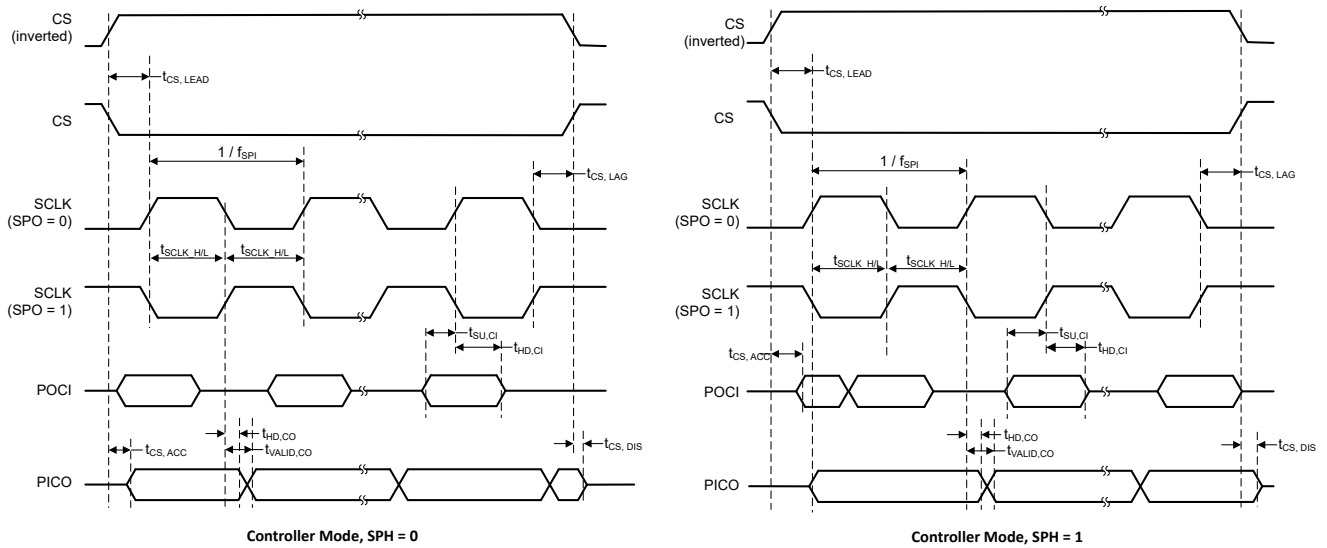 CS
(inverted)
tCS, LEAD
CS
1 / fSPI
tCS, LAG
SCLK
(SPO = 0)
tSCLK_H/L
tSCLK_H/L
SCLK
(SPO = 1)
tSU,CI
tHD,CI
POCI
tHD,CO
tCS, ACC
tVALID,CO
tCS, DIS
PICO
Controller Mode, SPH = 0
CS
(inverted)
tCS, LEAD
CS
1 / fSPI
tCS, LAG
SCLK
(SPO = 0)
tSCLK_H/L
tSCLK_H/L
SCLK
(SPO = 1)
tSU,CI
tCS, ACC
tHD,CI
POCI
tHD,CO
tVALID,CO
tCS, DIS
PICO
Controller Mode, SPH = 1